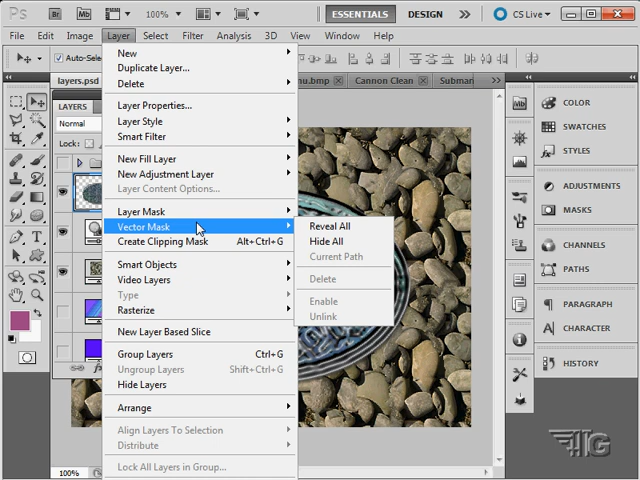 Ps Br Mb 100% ESSENTIALS DESIGN >> CS Live
File Edit Image Layer Select Filter Analysis 3D View Window Help
Auto-Selec
layers.psd nu.bmp Cannon Clean Submar >>
LAYERS
Normal
Lock:
New
Duplicate Layer...
Delete
Layer Properties...
Layer Style
Smart Filter
New Fill Layer
New Adjustment Layer
Layer Content Options...
Layer Mask
Vector Mask
Create Clipping Mask Alt+Ctrl+G
Smart Objects
Video Layers
Type
Rasterize
New Layer Based Slice
Group Layers Ctrl+G
Ungroup Layers Shift+Ctrl+G
Hide Layers
Arrange
Align Layers To Selection
Distribute
Lock All Layers in Group...
Reveal All
Hide All
Current Path
Delete
Enable
Unlink
Mb
COLOR
SWATCHES
STYLES
ADJUSTMENTS
MASKS
CHANNELS
PATHS
PARAGRAPH
CHARACTER
HISTORY
100%